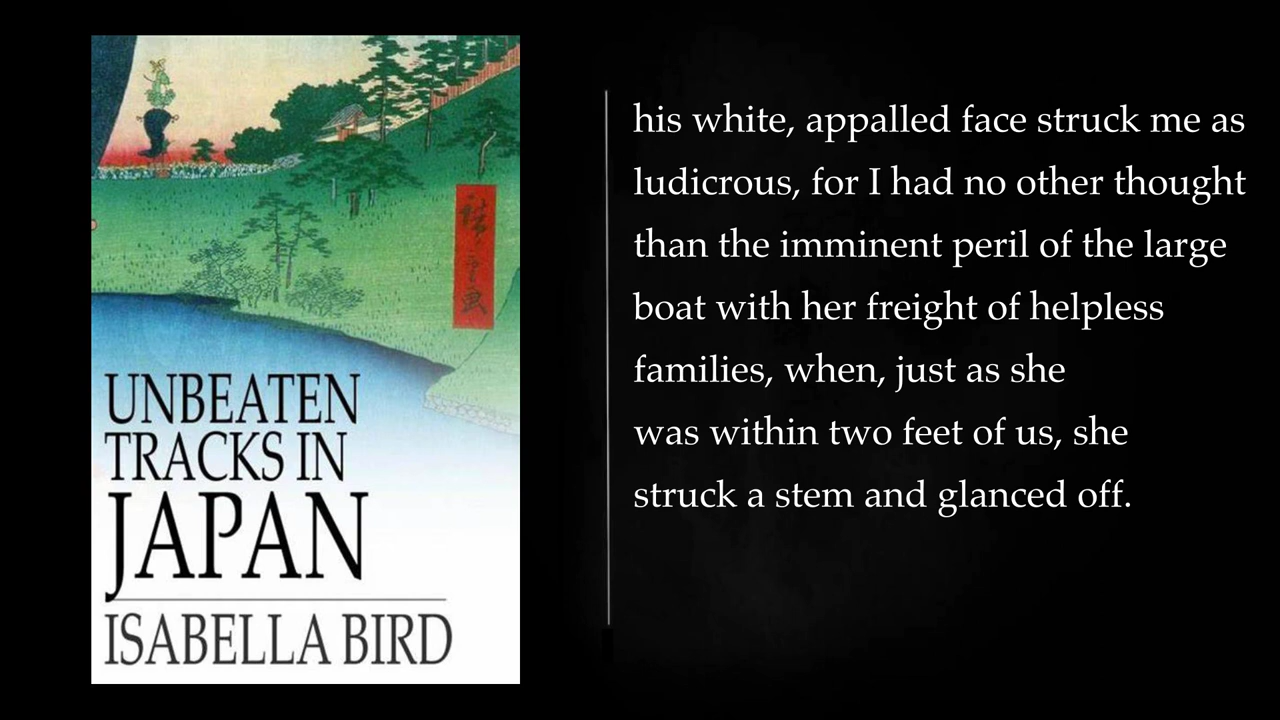 UNBEATEN
TRACKS IN
JAPAN
ISABELLA BIRD
his white, appalled face struck me as
ludicrous, for I had no other thought
than the imminent peril of the large
boat with her freight of helpless
families, when, just as she
was within two feet of us, she
struck a stem and glanced off.